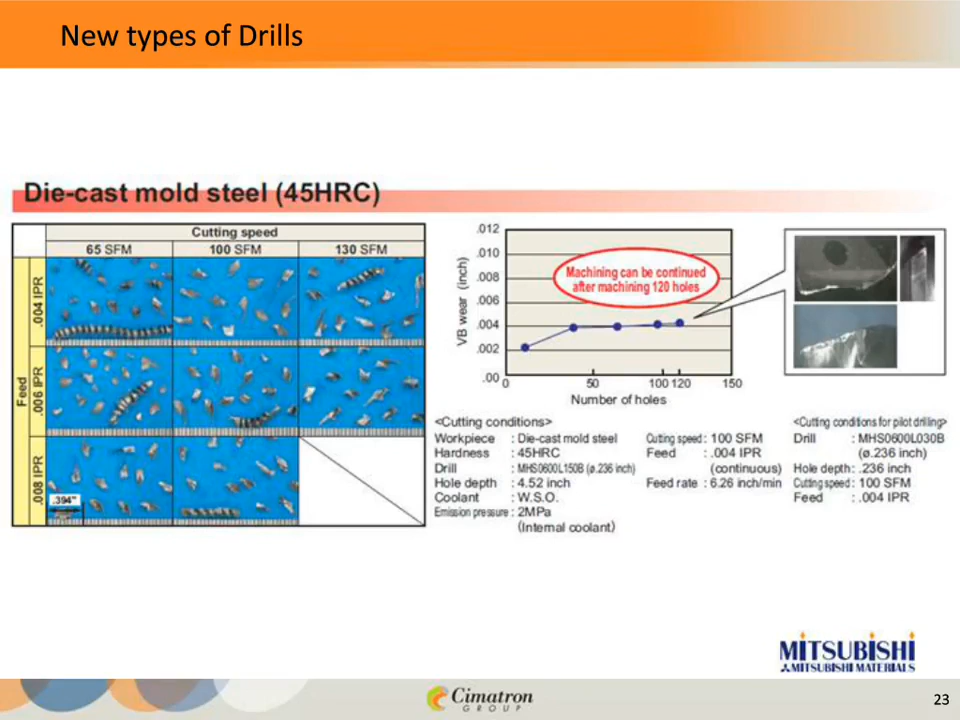 New types of Drills
Die-cast mold steel (45HRC)
Cutting speed
65 SFM 100 SFM 130 SFM
Feed
.004 IPR
.006 IPR
.008 IPR
.394"
VB wear (inch)
.012
.010
.008
.006
.004
.002
.00
0 50 100 120 150
Number of holes
Machining can be continued
after machining 120 holes
<Cutting conditions>
Workpiece : Die-cast mold steel
Hardness : 45HRC
Drill : MHS0600L150B (ø.236 inch)
Hole depth : 4.52 inch
Coolant : W.S.O.
Emission pressure : 2MPa
(Internal coolant)
Cutting speed : 100 SFM
Feed : .004 IPR
(continuous)
Feed rate : 6.26 inch/min
<Cutting conditions for pilot drilling>
Drill : MHS0600L030B
(ø.236 inch)
Hole depth : .236 inch
Cutting speed : 100 SFM
Feed : .004 IPR
MITSUBISHI
MITSUBISHI MATERIALS
Cimatron
GROUP
23